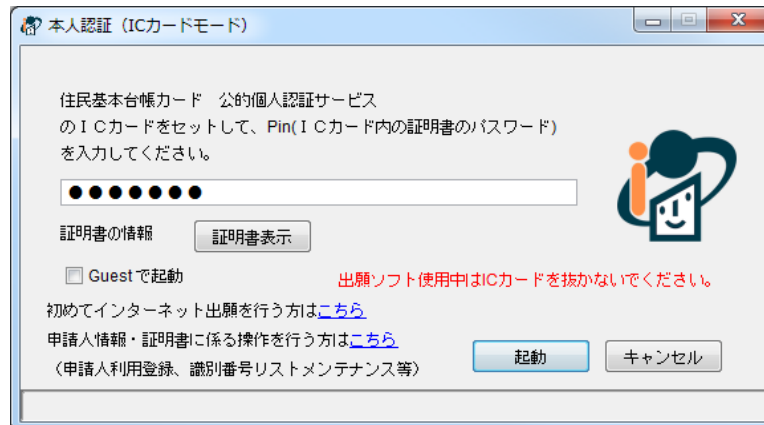 本人認証（ICカードモード）
住民基本台帳カード　公的個人認証サービス
のＩＣカードをセットして、Pin(ＩＣカード内の証明書のパスワード)
を入力してください。
●●●●●●●
証明書の情報
証明書表示
Guestで起動
出願ソフト使用中はICカードを抜かないでください。
初めてインターネット出願を行う方はこちら
申請人情報・証明書に係る操作を行う方はこちら
（申請人利用登録、識別番号リストメンテナンス等）
起動
キャンセル